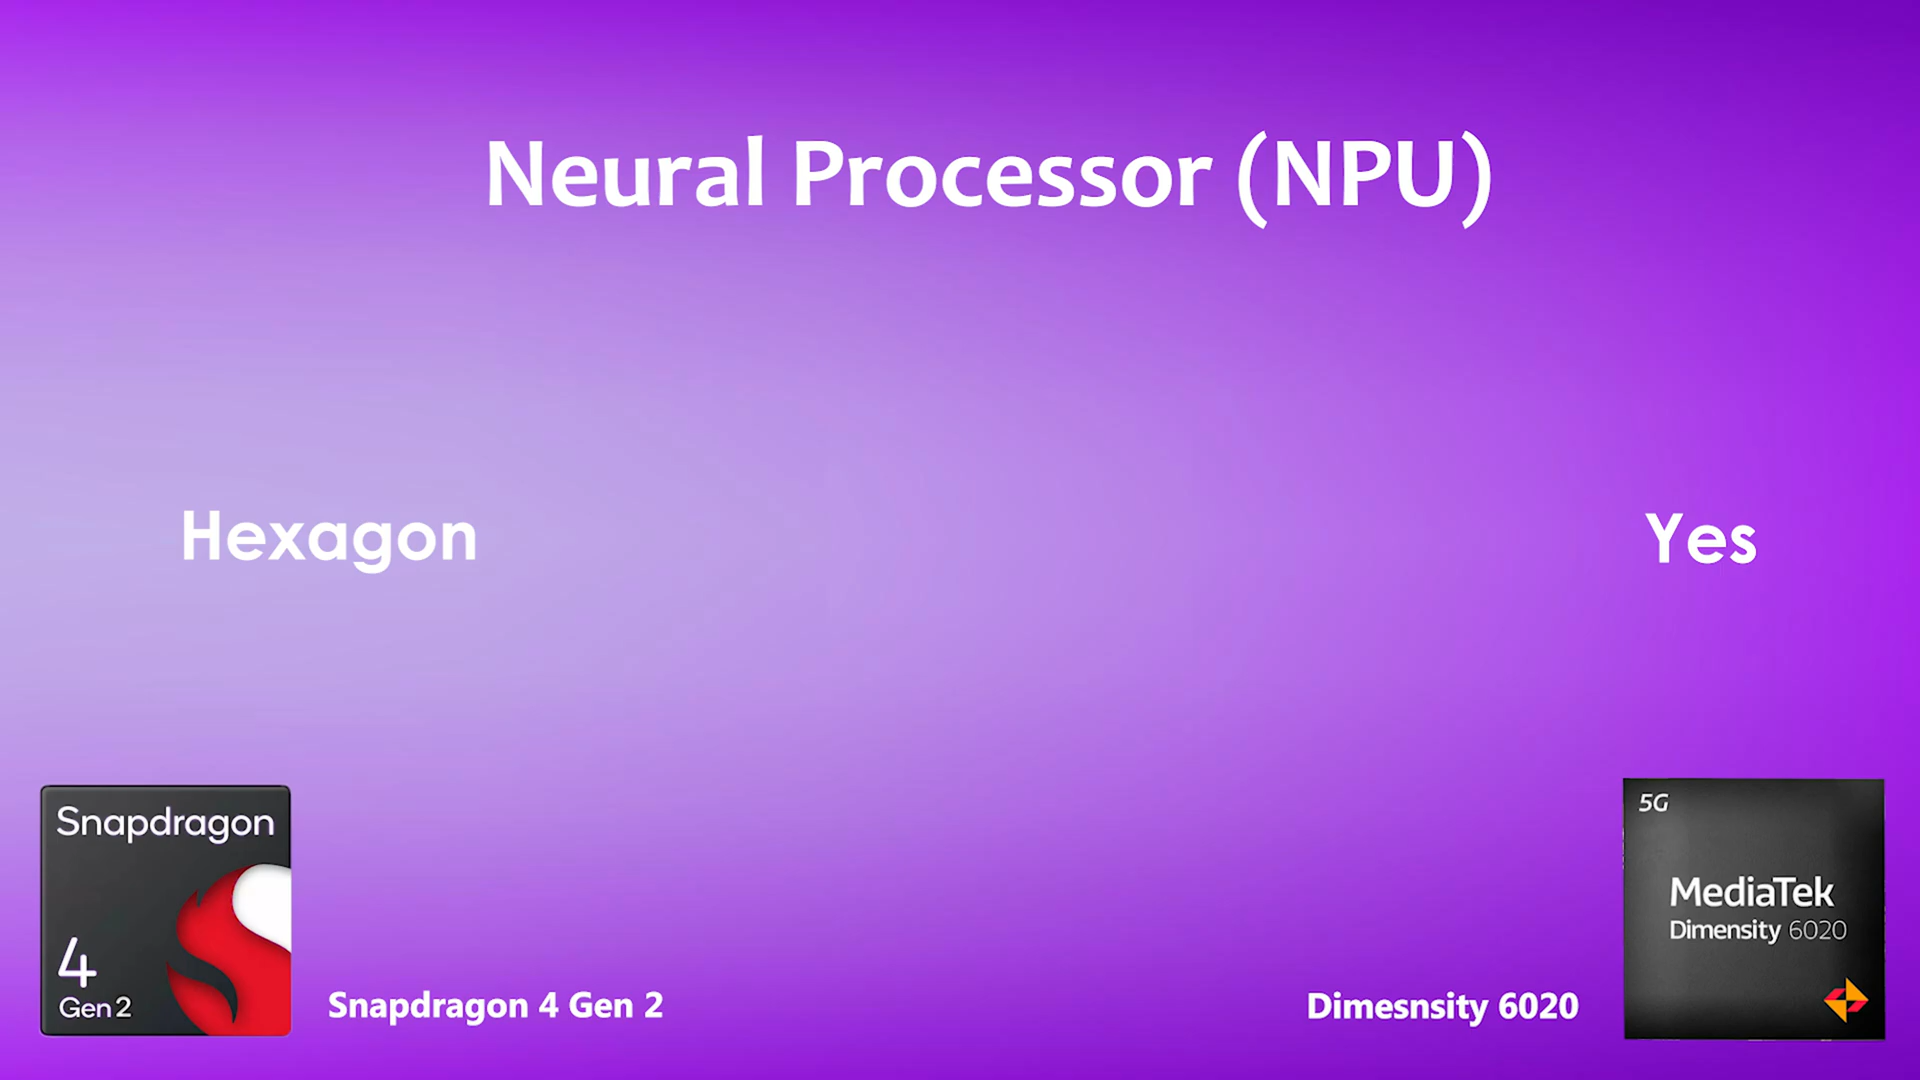 Neural Processor (NPU)
Hexagon
Yes
Snapdragon
4
Gen 2
Snapdragon 4 Gen 2
Dimesnsity 6020
5G
MediaTek
Dimensity 6020